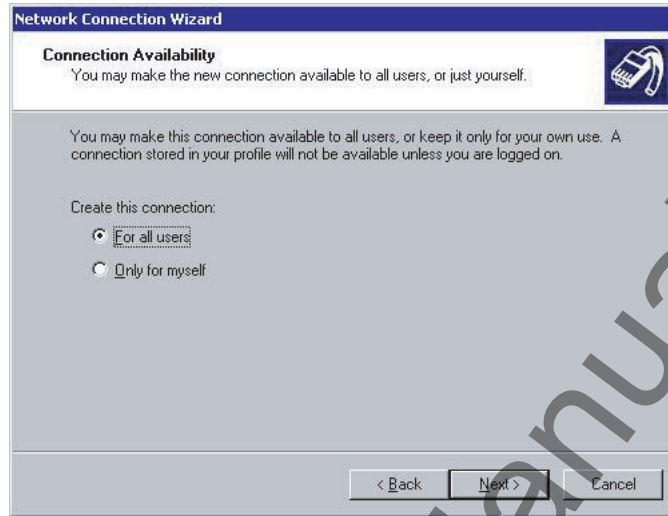 Network Connection Wizard
Connection Availability
You may make the new connection available to all users, or just yourself.
You may make this connection available to all users, or keep it only for your own use. A
connection stored in your profile will not be available unless you are logged on.
Create this connection:
For all users
Only for myself
< Back Next > Cancel